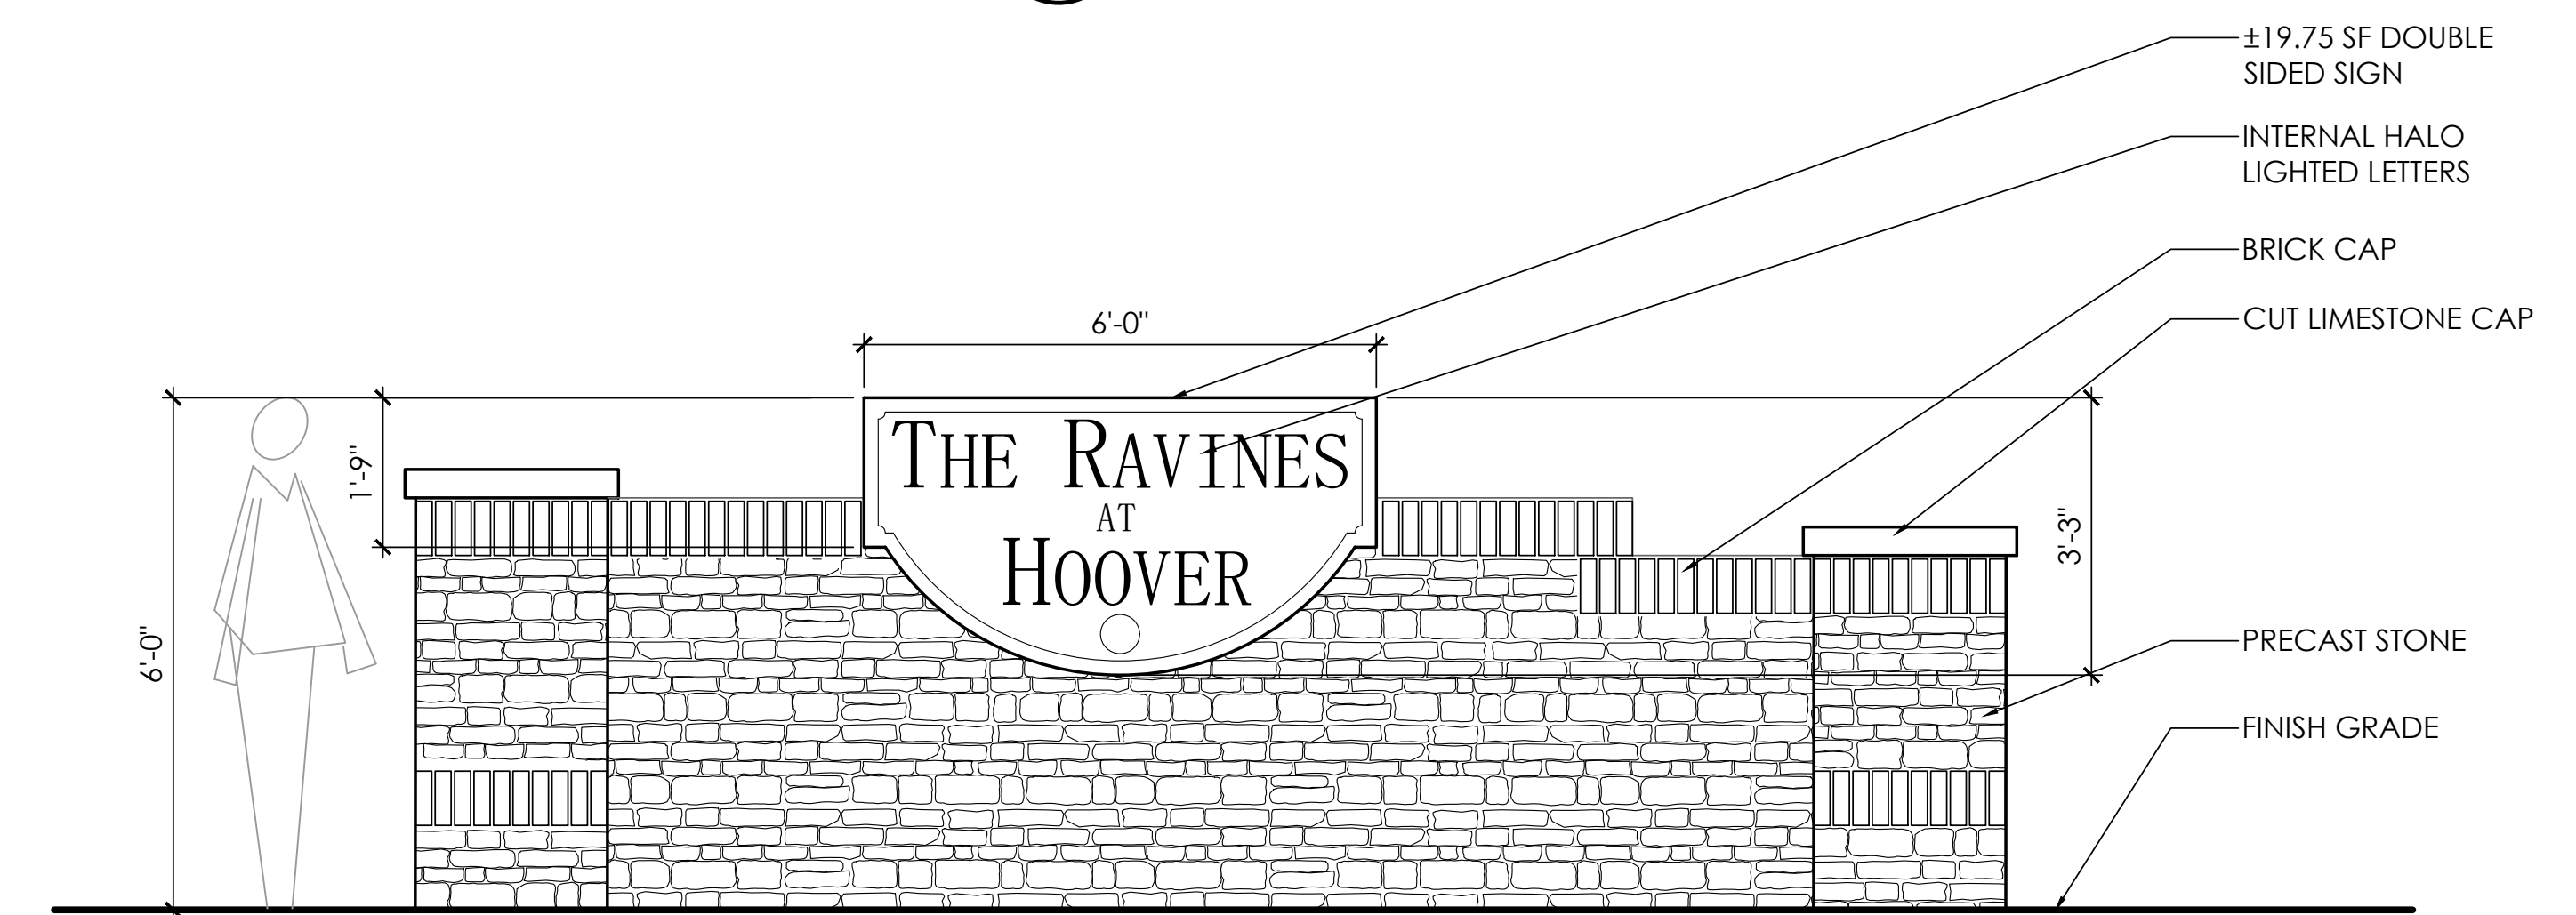 ±19.75 SF DOUBLE
SIDED SIGN
INTERNAL HALO
LIGHTED LETTERS
BRICK CAP
CUT LIMESTONE CAP
6'-0"
1'-9"
THE RAVINES
AT
HOOVER
3'-3"
6'-0"
PRECAST STONE
FINISH GRADE